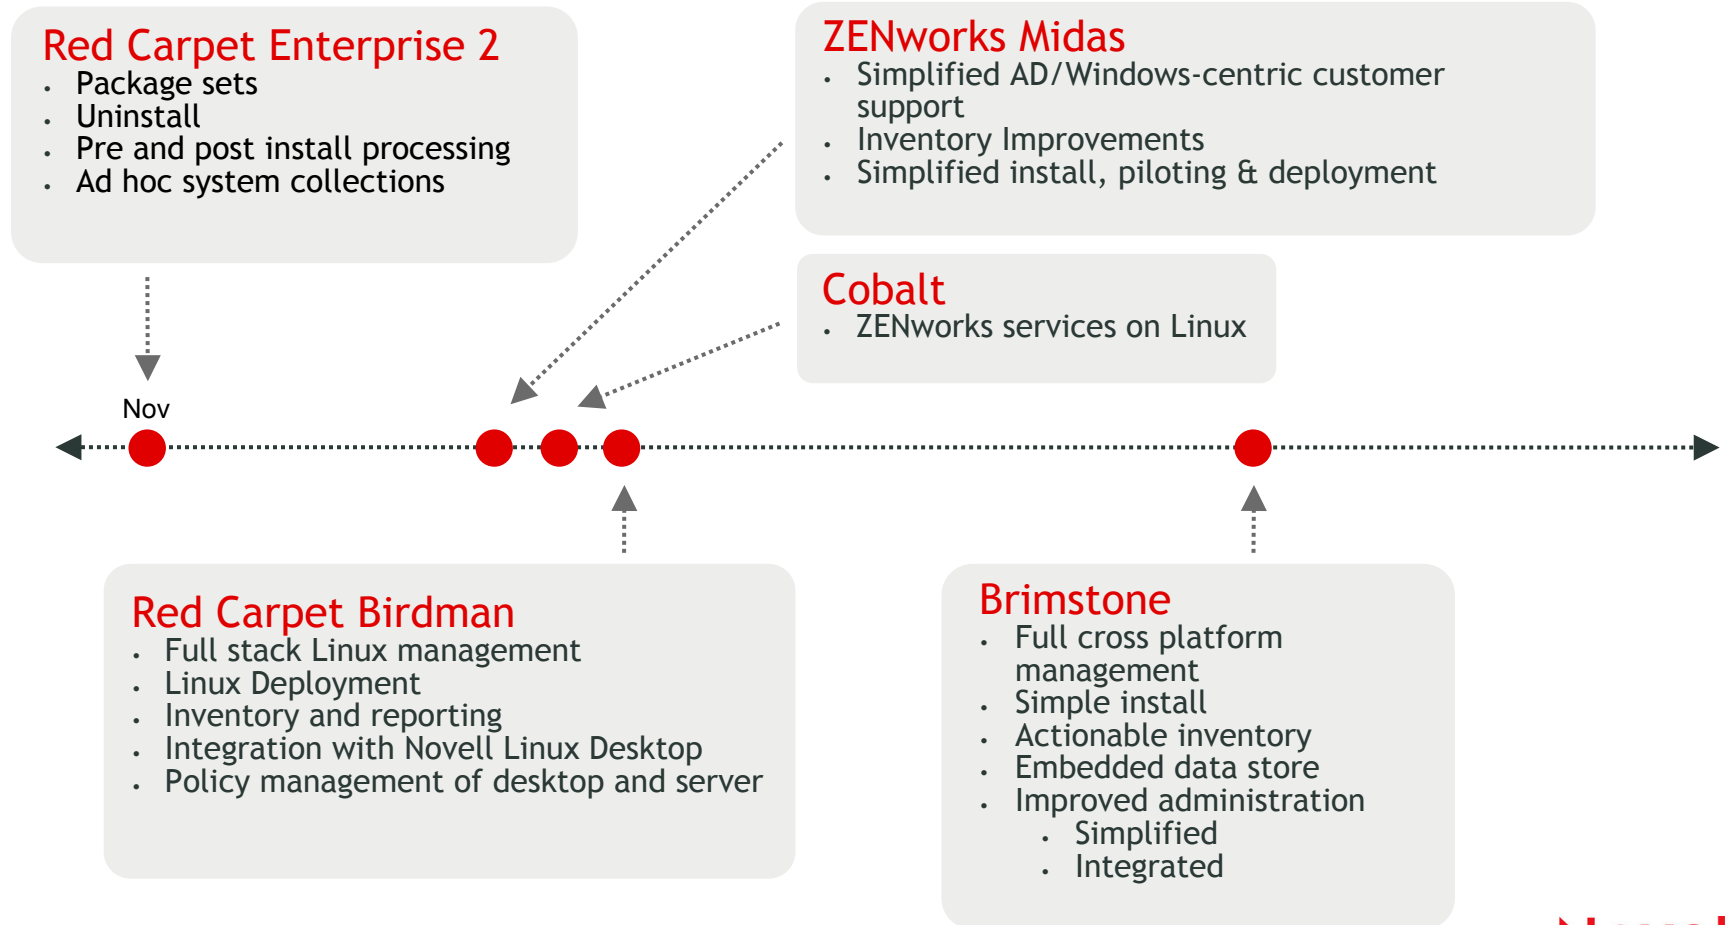 Red Carpet Enterprise 2
· Package sets
· Uninstall
· Pre and post install processing
· Ad hoc system collections
ZENworks Midas
· Simplified AD/Windows-centric customer
support
· Inventory Improvements
· Simplified install, piloting & deployment
Cobalt
· ZENworks services on Linux
Nov
Red Carpet Birdman
· Full stack Linux management
· Linux Deployment
· Inventory and reporting
· Integration with Novell Linux Desktop
· Policy management of desktop and server
Brimstone
· Full cross platform
management
· Simple install
· Actionable inventory
· Embedded data store
· Improved administration
· Simplified
· Integrated